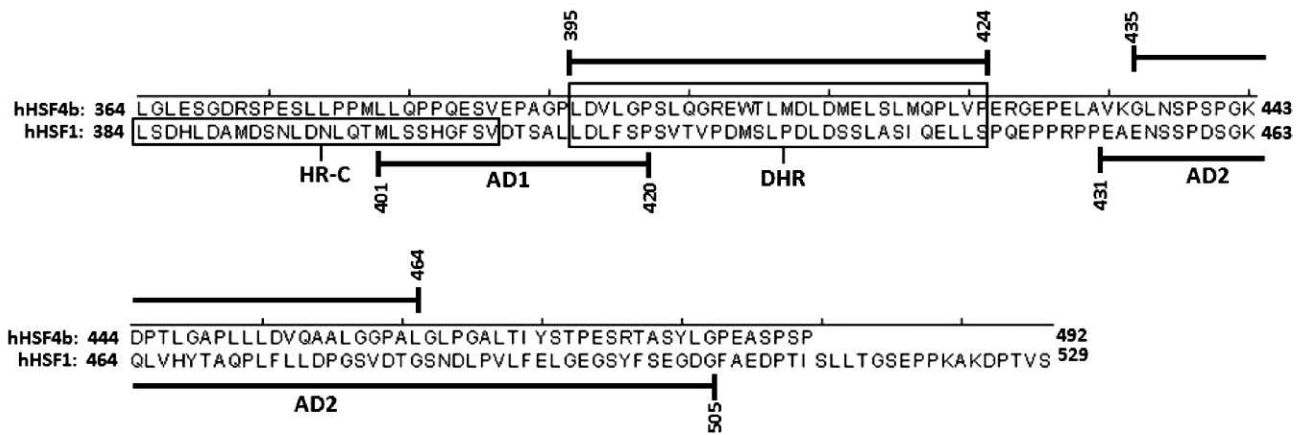 395 424 435
hHSF4b: 364 LGLESGDRSPESLLPPMLLQPPQESVEPAGPLDVLGPSLQGREWTLMDLDMELSLMQPLVPERGEPELAVKGLNSPSPGK 443
hHSF1: 384 LSDHLDAMDSNLDNLQTMLSSHGFSVDTSALLDLFSPSVTVPDMSLPDLDSSLASIQELLSPQEPPRPPEAENSSPDSGK 463
HR-C 401 AD1 420 DHR 431 AD2
464
hHSF4b: 444 DPTLGAPLLLDVQAALGGPALGLPGALTIYSTPESRTASYLGPEASPSP 492
hHSF1: 464 QLVHYTAQPLFLLDPGSVDTGSNDLPVLFELGEGSYFSEGDGFAEDPTISLLTGSEPPKAKDPTVS 529
AD2 505